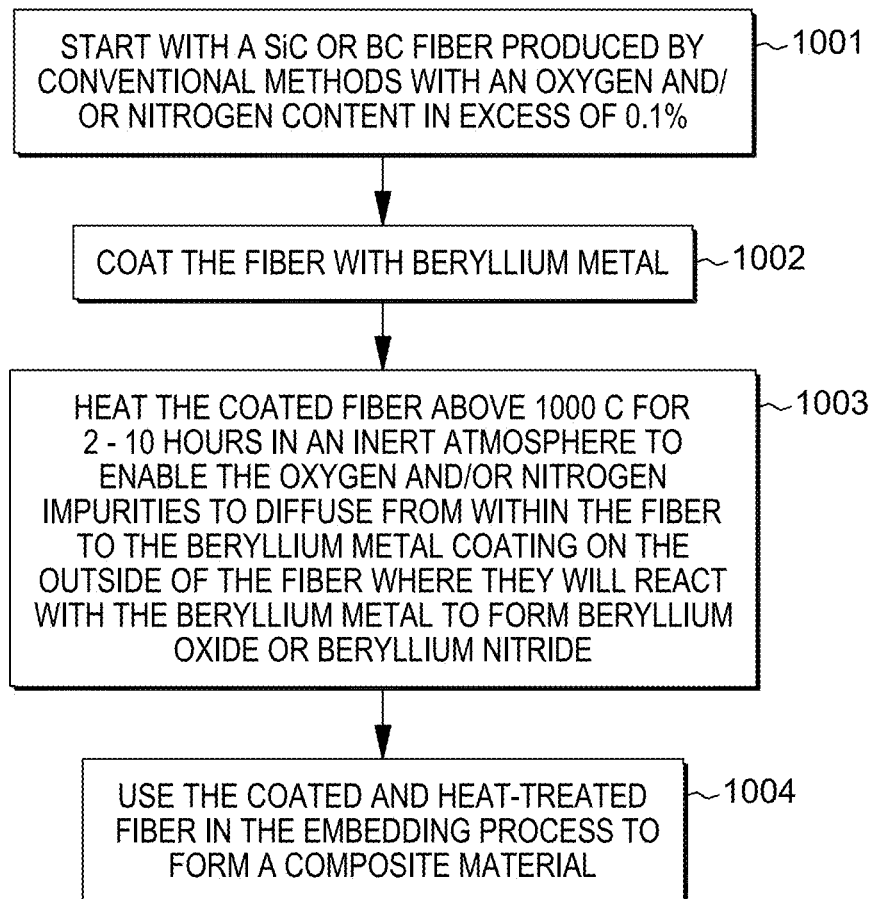 START WITH A SiC OR BC FIBER PRODUCED BY
CONVENTIONAL METHODS WITH AN OXYGEN AND/
OR NITROGEN CONTENT IN EXCESS OF 0.1%
1001
COAT THE FIBER WITH BERYLLIUM METAL
1002
HEAT THE COATED FIBER ABOVE 1000 C FOR
2 - 10 HOURS IN AN INERT ATMOSPHERE TO
ENABLE THE OXYGEN AND/OR NITROGEN
IMPURITIES TO DIFFUSE FROM WITHIN THE FIBER
TO THE BERYLLIUM METAL COATING ON THE
OUTSIDE OF THE FIBER WHERE THEY WILL REACT
WITH THE BERYLLIUM METAL TO FORM BERYLLIUM
OXIDE OR BERYLLIUM NITRIDE
1003
USE THE COATED AND HEAT-TREATED
FIBER IN THE EMBEDDING PROCESS TO
FORM A COMPOSITE MATERIAL
1004